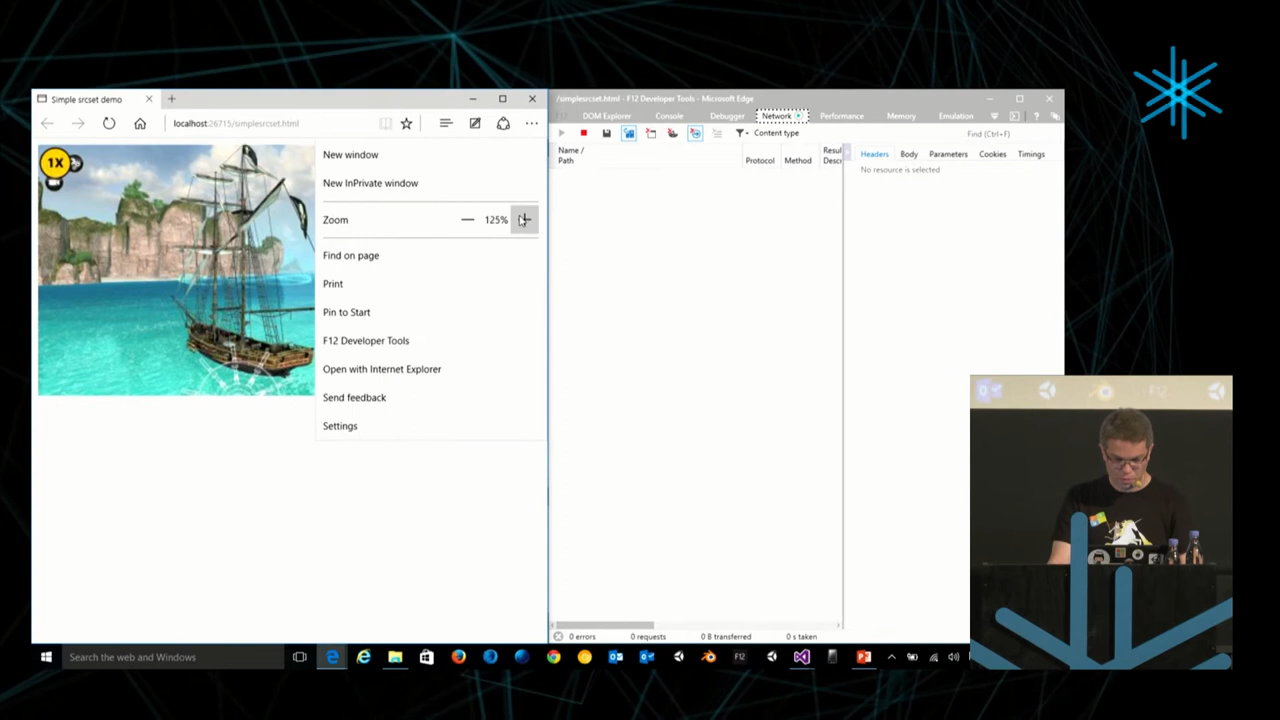 Simple srcset demo
localhost:26715/simplesrcset.html
1X
New window
New InPrivate window
Zoom 125%
Find on page
Print
Pin to Start
F12 Developer Tools
Open with Internet Explorer
Send feedback
Settings
/simplesrcset.html - F12 Developer Tools - Microsoft Edge
DOM Explorer Console Debugger Network Performance Memory Emulation
Content type Find (Ctrl+F)
Name / Path Protocol Method Resul Descr
Headers Body Parameters Cookies Timings
No resource is selected
0 errors 0 requests 0 B transferred 0 s taken
Search the web and Windows
F12
F12